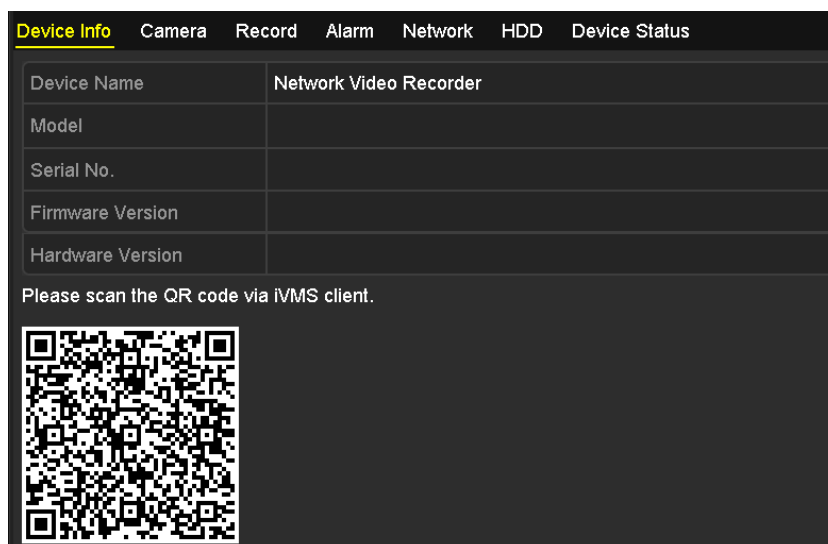 Device Info Camera Record Alarm Network HDD Device Status
Device Name Network Video Recorder
Model
Serial No.
Firmware Version
Hardware Version
Please scan the QR code via iVMS client.